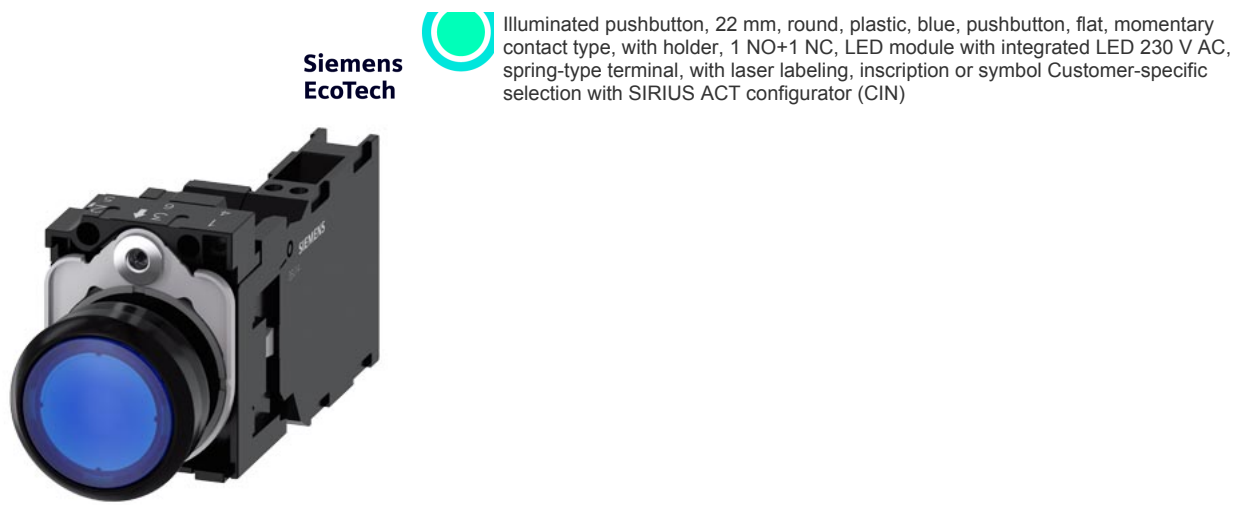 Siemens
EcoTech
Illuminated pushbutton, 22 mm, round, plastic, blue, pushbutton, flat, momentary
contact type, with holder, 1 NO+1 NC, LED module with integrated LED 230 V AC,
spring-type terminal, with laser labeling, inscription or symbol Customer-specific
selection with SIRIUS ACT configurator (CIN)
SIEMENS